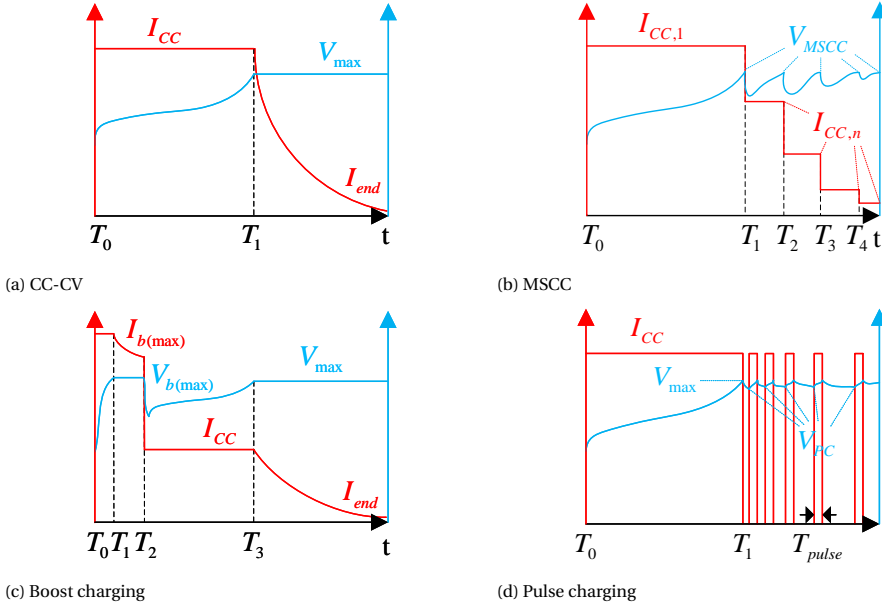 I_CC
V_max
I_end
T_0
T_1
t
(a) CC-CV
I_CC,1
V_MSCC
I_CC,n
T_0
T_1
T_2
T_3
T_4
t
(b) MSCC
I_b(max)
V_b(max)
V_max
I_CC
I_end
T_0
T_1
T_2
T_3
t
(c) Boost charging
I_CC
V_max
V_PC
T_0
T_1
T_pulse
t
(d) Pulse charging